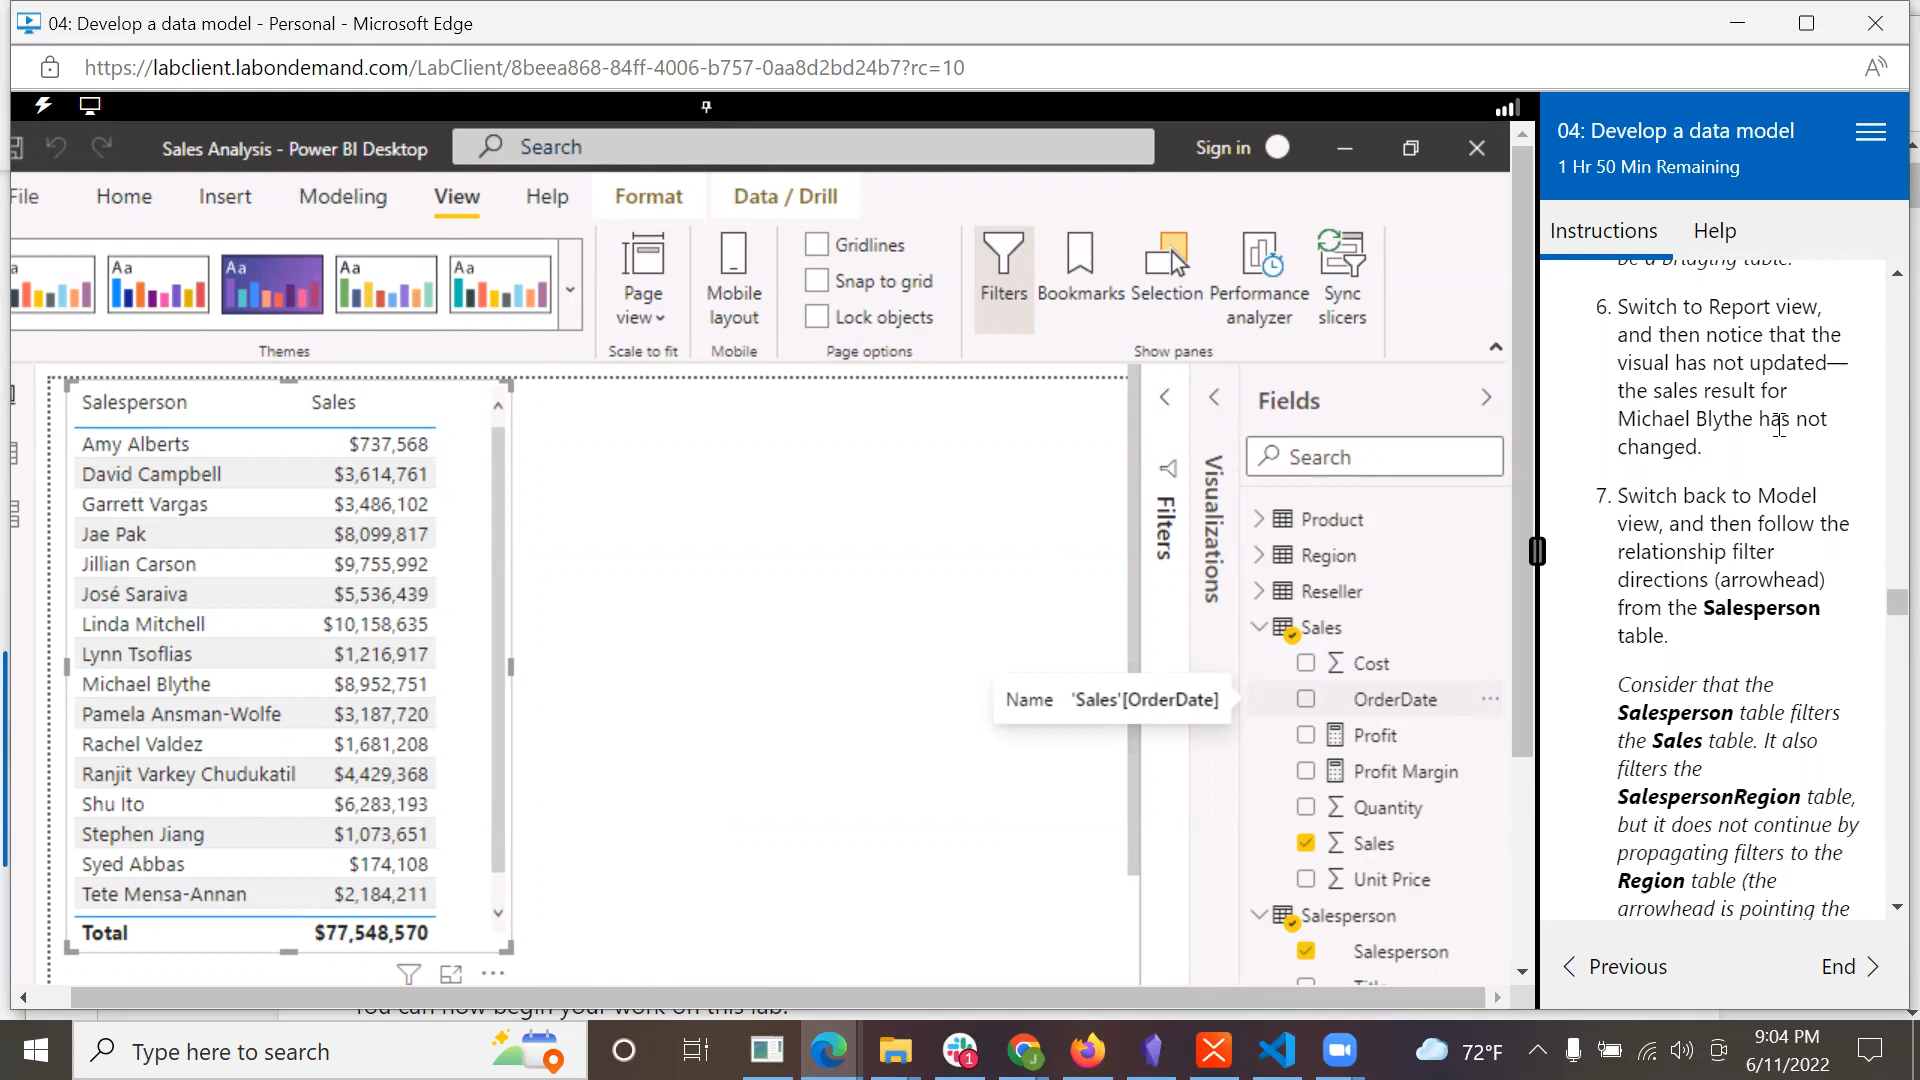 04: Develop a data model - Personal - Microsoft Edge
https://labclient.labondemand.com/LabClient/8beea868-84ff-4006-b757-0aa8d2bd24b7?rc=10
Sales Analysis - Power BI Desktop
Search
Sign in
File
Home
Insert
Modeling
View
Help
Format
Data / Drill
Aa
Aa
Aa
Aa
Themes
Page view
Scale to fit
Mobile layout
Mobile
Gridlines
Snap to grid
Lock objects
Page options
Filters
Bookmarks
Selection
Performance analyzer
Sync slicers
Show panes
Salesperson Sales
Amy Alberts $737,568
David Campbell $3,614,761
Garrett Vargas $3,486,102
Jae Pak $8,099,817
Jillian Carson $9,755,992
José Saraiva $5,536,439
Linda Mitchell $10,158,635
Lynn Tsoflias $1,216,917
Michael Blythe $8,952,751
Pamela Ansman-Wolfe $3,187,720
Rachel Valdez $1,681,208
Ranjit Varkey Chudukatil $4,429,368
Shu Ito $6,283,193
Stephen Jiang $1,073,651
Syed Abbas $174,108
Tete Mensa-Annan $2,184,211
Total $77,548,570
Name 'Sales'[OrderDate]
Filters
Visualizations
Fields
Search
Product
Region
Reseller
Sales
Cost
OrderDate
Profit
Profit Margin
Quantity
Sales
Unit Price
Salesperson
Salesperson
Title
04: Develop a data model
1 Hr 50 Min Remaining
Instructions
Help
be a bridging table.
6. Switch to Report view,
and then notice that the
visual has not updated—
the sales result for
Michael Blythe has not
changed.
7. Switch back to Model
view, and then follow the
relationship filter
directions (arrowhead)
from the Salesperson
table.
Consider that the
Salesperson table filters
the Sales table. It also
filters the
SalespersonRegion table,
but it does not continue by
propagating filters to the
Region table (the
arrowhead is pointing the
Previous
End
You can now begin your work on this lab.
Type here to search
1
72°F
9:04 PM
6/11/2022